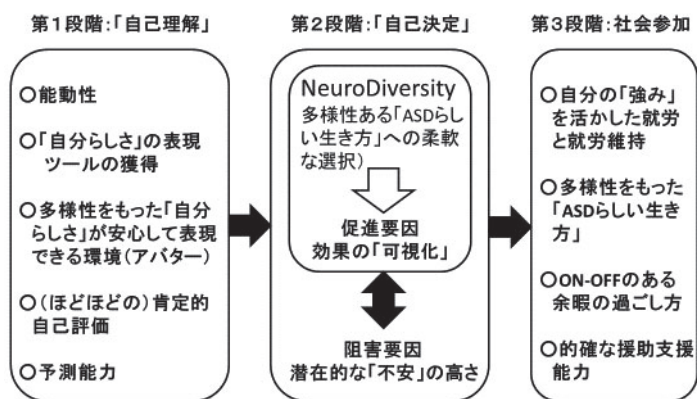 第１段階：「自己理解」
〇能動性
〇「自分らしさ」の表現
ツールの獲得
〇多様性をもった「自分
らしさ」が安心して表現
できる環境（アバター）
〇（ほどほどの）肯定的
自己評価
〇予測能力
第２段階：「自己決定」
NeuroDiversity
多様性ある「ASDらし
い生き方」への柔軟
な選択）
促進要因
効果の「可視化」
阻害要因
潜在的な「不安」の高さ
第３段階：社会参加
〇自分の「強み」
を活かした就労
と就労維持
〇多様性をもった
「ASDらしい生き
方」
〇ON-OFFのある
余暇の過ごし方
〇的確な援助支援
能力